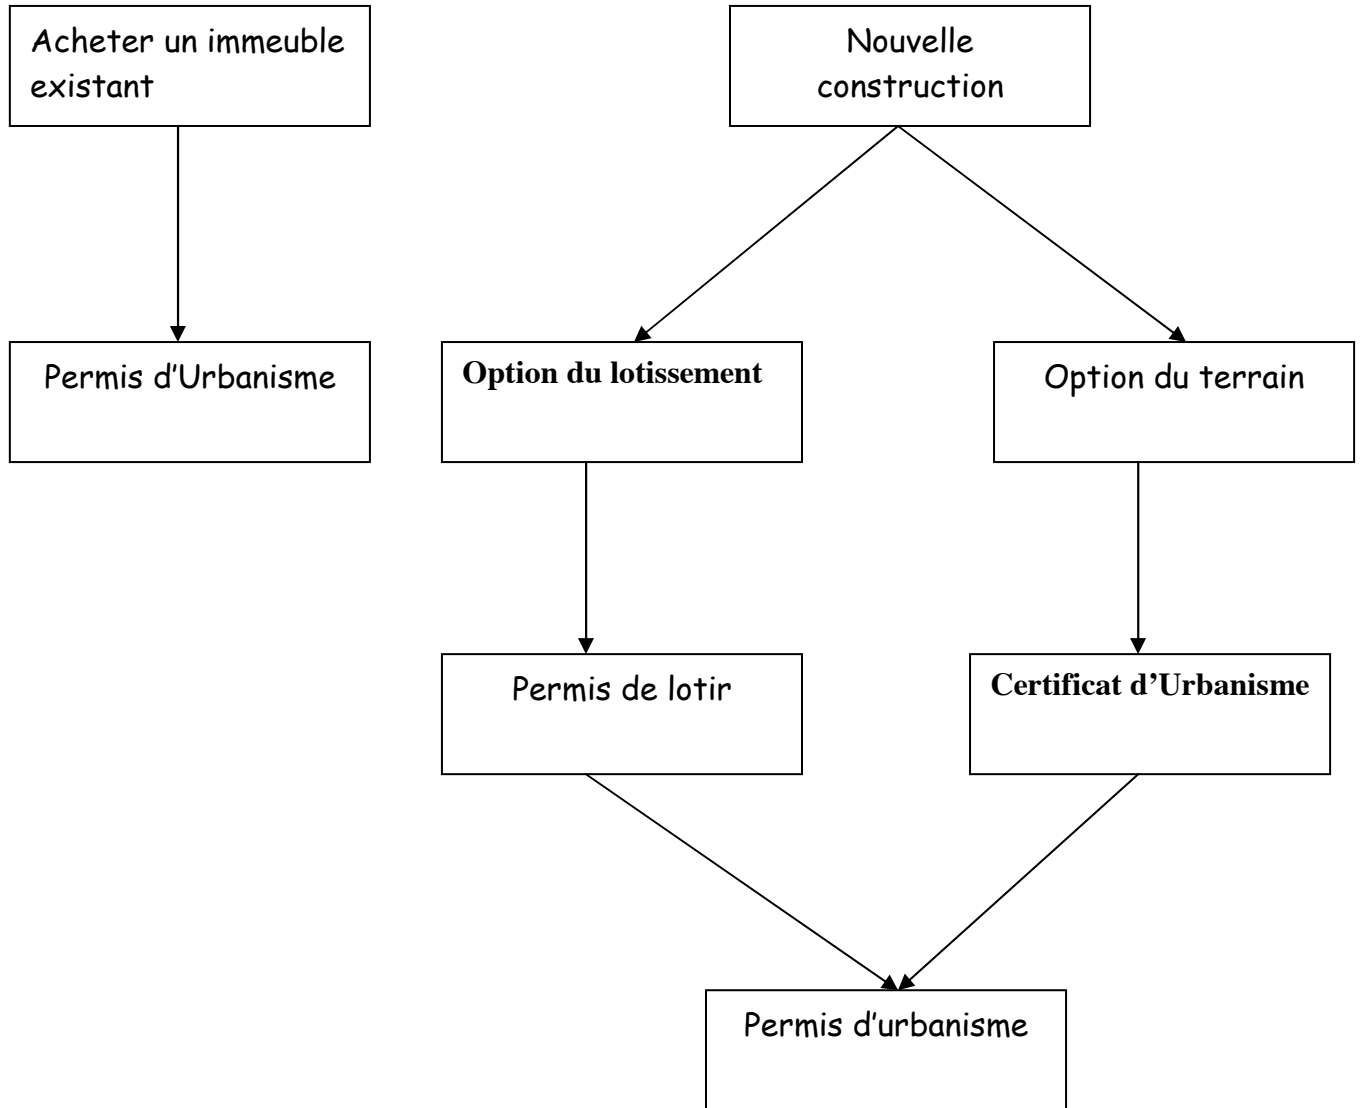 Acheter un immeuble
existant
Nouvelle
construction
Permis d'Urbanisme
Option du lotissement
Option du terrain
Permis de lotir
Certificat d’Urbanisme
Permis d'urbanisme